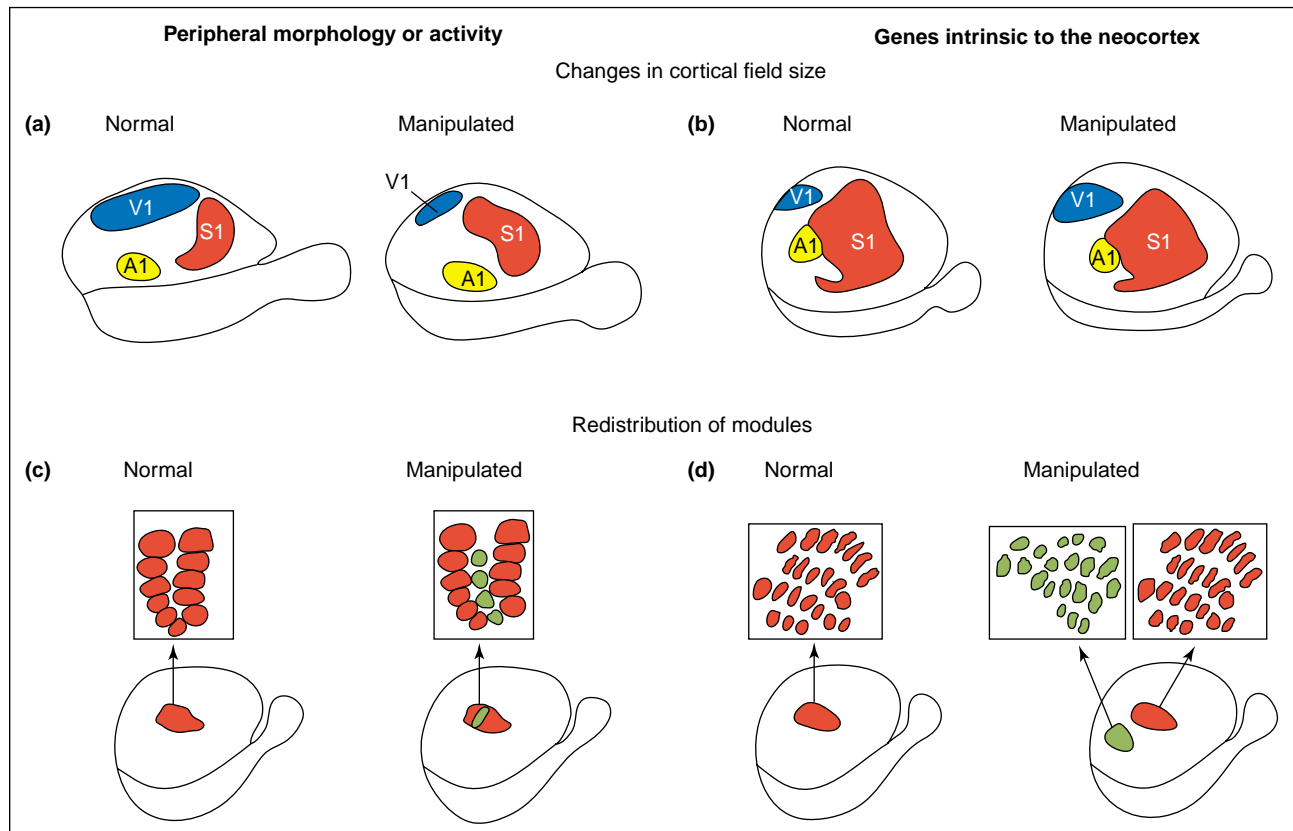 Peripheral morphology or activity
Genes intrinsic to the neocortex
Changes in cortical field size
(a) Normal Manipulated
V1
V1
S1
A1
S1
A1
(b) Normal Manipulated
V1
A1
S1
V1
A1
S1
Redistribution of modules
(c) Normal Manipulated
(d) Normal Manipulated